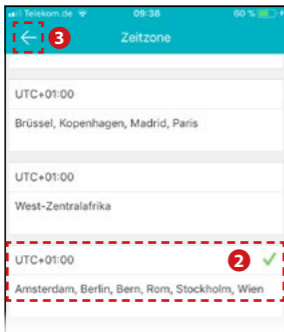 Telekom.de 09:38 60 %
← 3 Zeitzone
UTC+01:00
Brüssel, Kopenhagen, Madrid, Paris
UTC+01:00
West-Zentralafrika
UTC+01:00 2 ✓
Amsterdam, Berlin, Bern, Rom, Stockholm, Wien